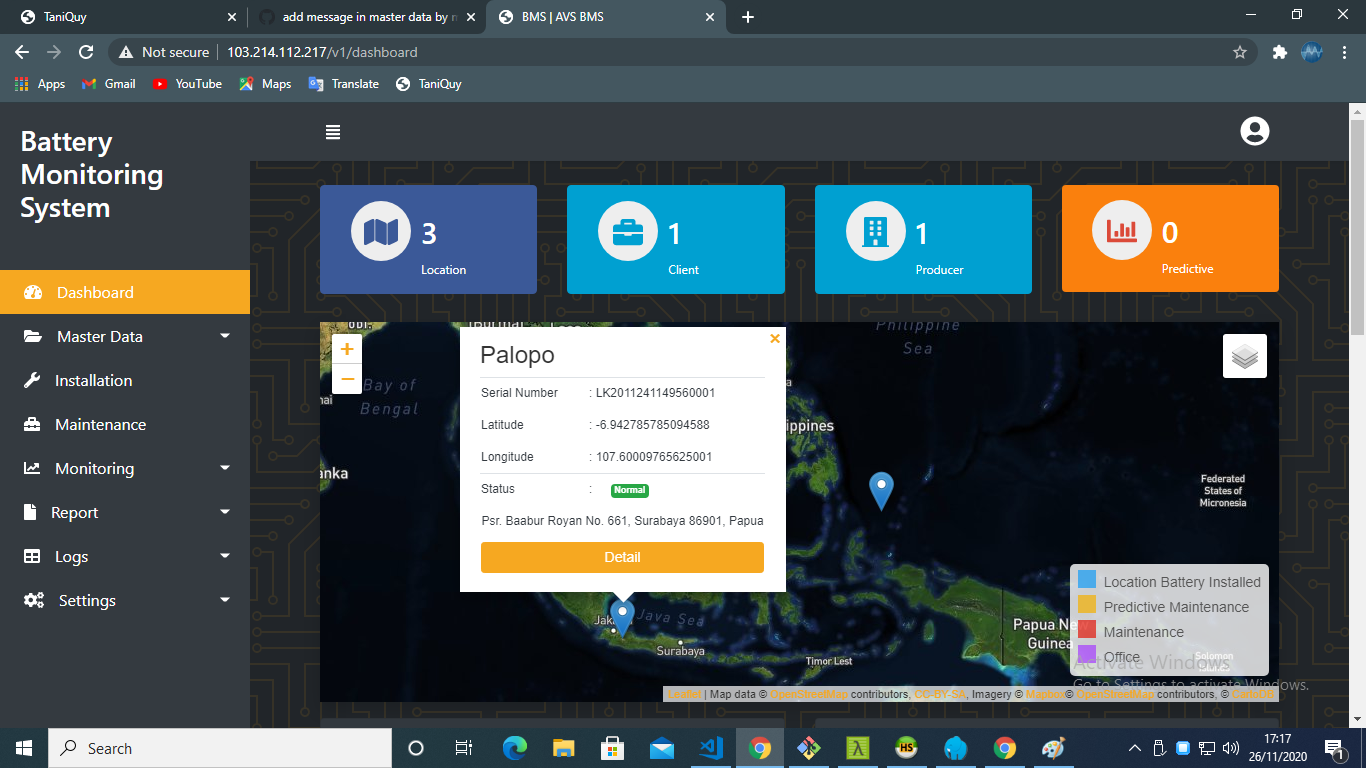 TaniQuy
add message in master data by
BMS | AVS BMS
Not secure
103.214.112.217/v1/dashboard
Apps
Gmail
YouTube
Maps
Translate
TaniQuy
Battery
Monitoring
System
Dashboard
Master Data
Installation
Maintenance
Monitoring
Report
Logs
Settings
3
Location
1
Client
1
Producer
0
Predictive
+
−
Bay of
Bengal
Philippine
Sea
Palopo
×
Serial Number : LK2011241149560001
Latitude : -6.942785785094588
Longitude : 107.60009765625001
Status : Normal
Psr. Baabur Royan No. 661, Surabaya 86901, Papua
Detail
Java Sea
Surabaya
Timor Lest
Federated
States of
Micronesia
Papua New
Guinea
Location Battery Installed
Predictive Maintenance
Maintenance
Office
Activate Windows
Go to Settings to activate Windows.
Leaflet | Map data © OpenStreetMap contributors, CC-BY-SA, Imagery © Mapbox © OpenStreetMap contributors, © CartoDB
Search
HS
λ
17:17
26/11/2020
1